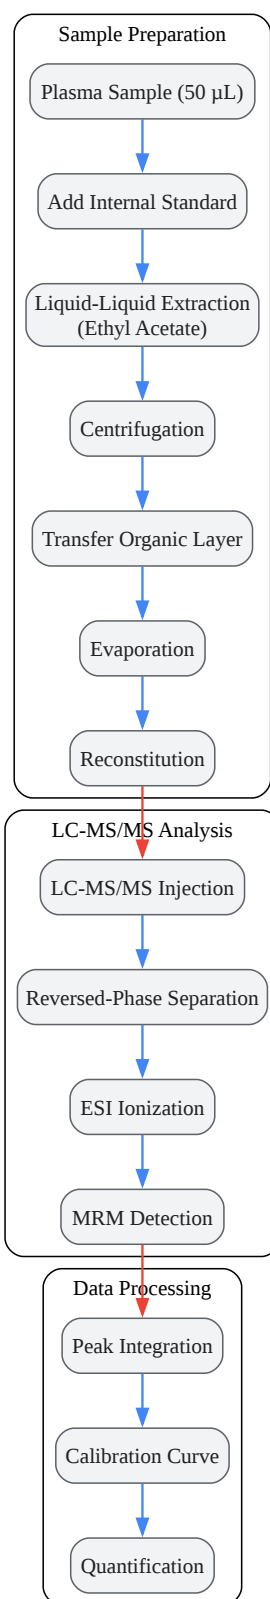 Sample Preparation
Plasma Sample (50 µL)
Add Internal Standard
Liquid-Liquid Extraction
(Ethyl Acetate)
Centrifugation
Transfer Organic Layer
Evaporation
Reconstitution
LC-MS/MS Analysis
LC-MS/MS Injection
Reversed-Phase Separation
ESI Ionization
MRM Detection
Data Processing
Peak Integration
Calibration Curve
Quantification